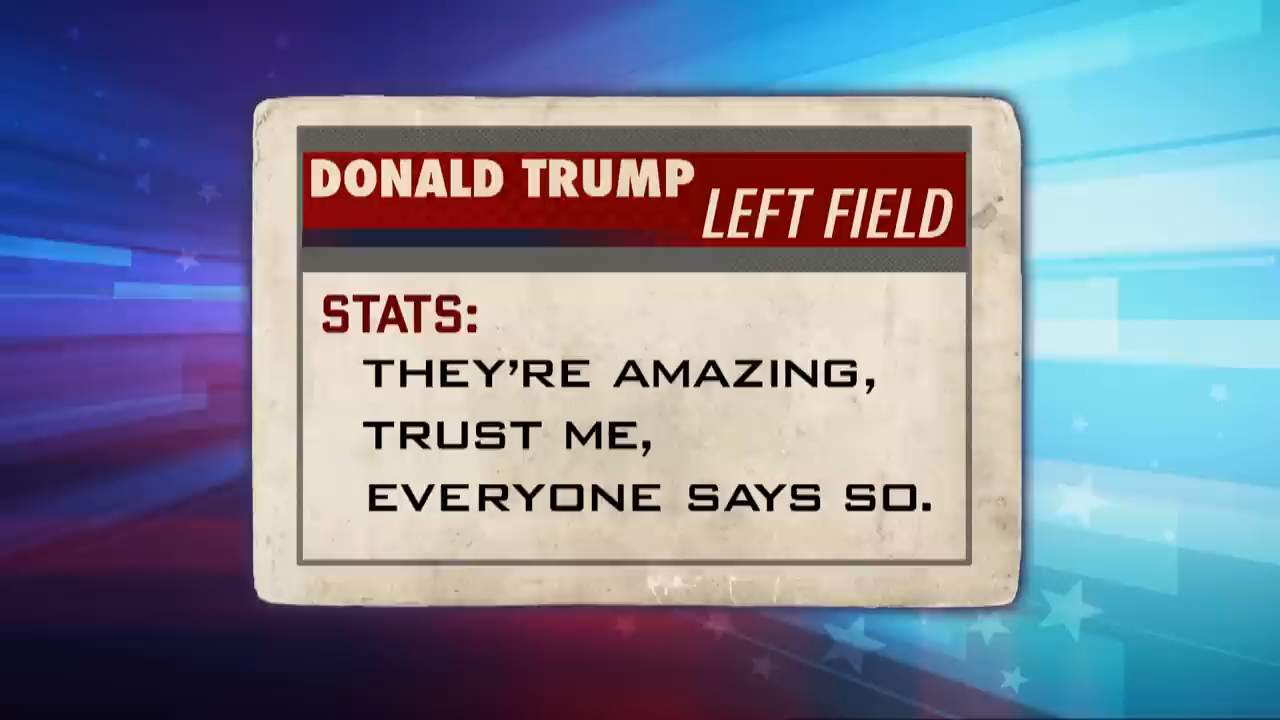 DONALD TRUMP
LEFT FIELD
STATS:
THEY'RE AMAZING,
TRUST ME,
EVERYONE SAYS SO.